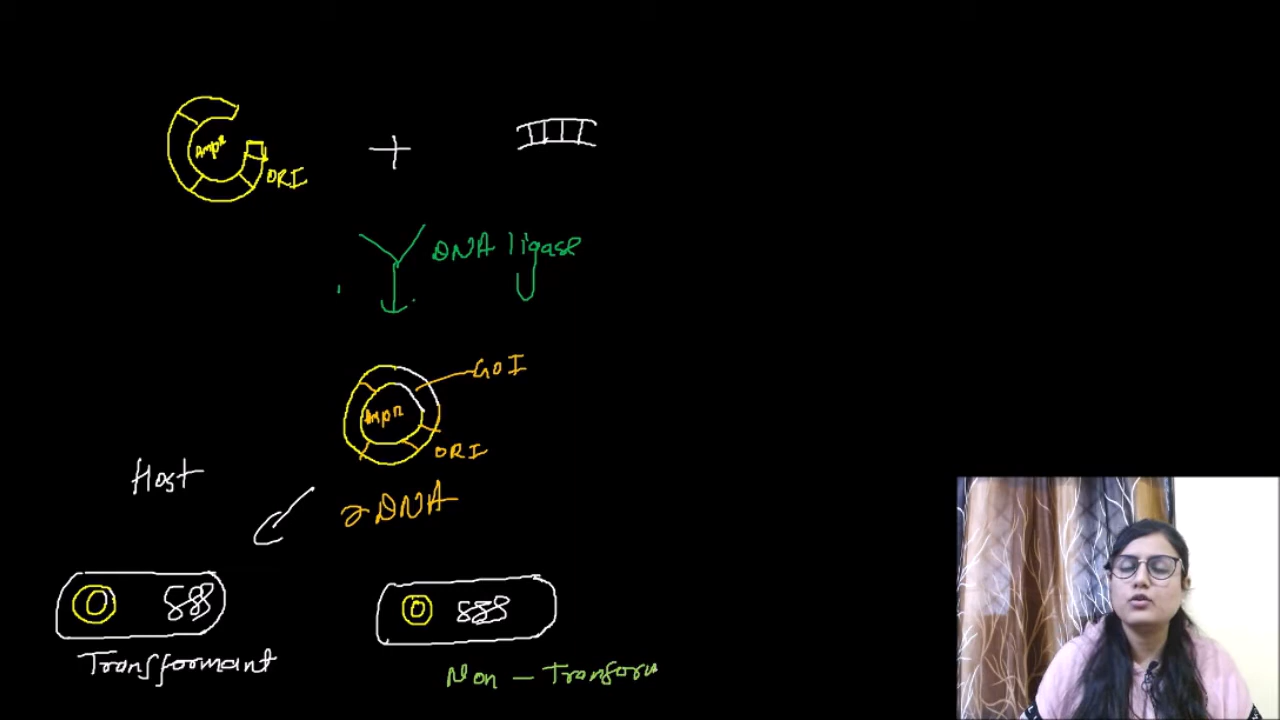 AmpR
+
ORI
DNA ligase
GOI
AmpR
ORI
Host
rDNA
Transformant
Non - Transform